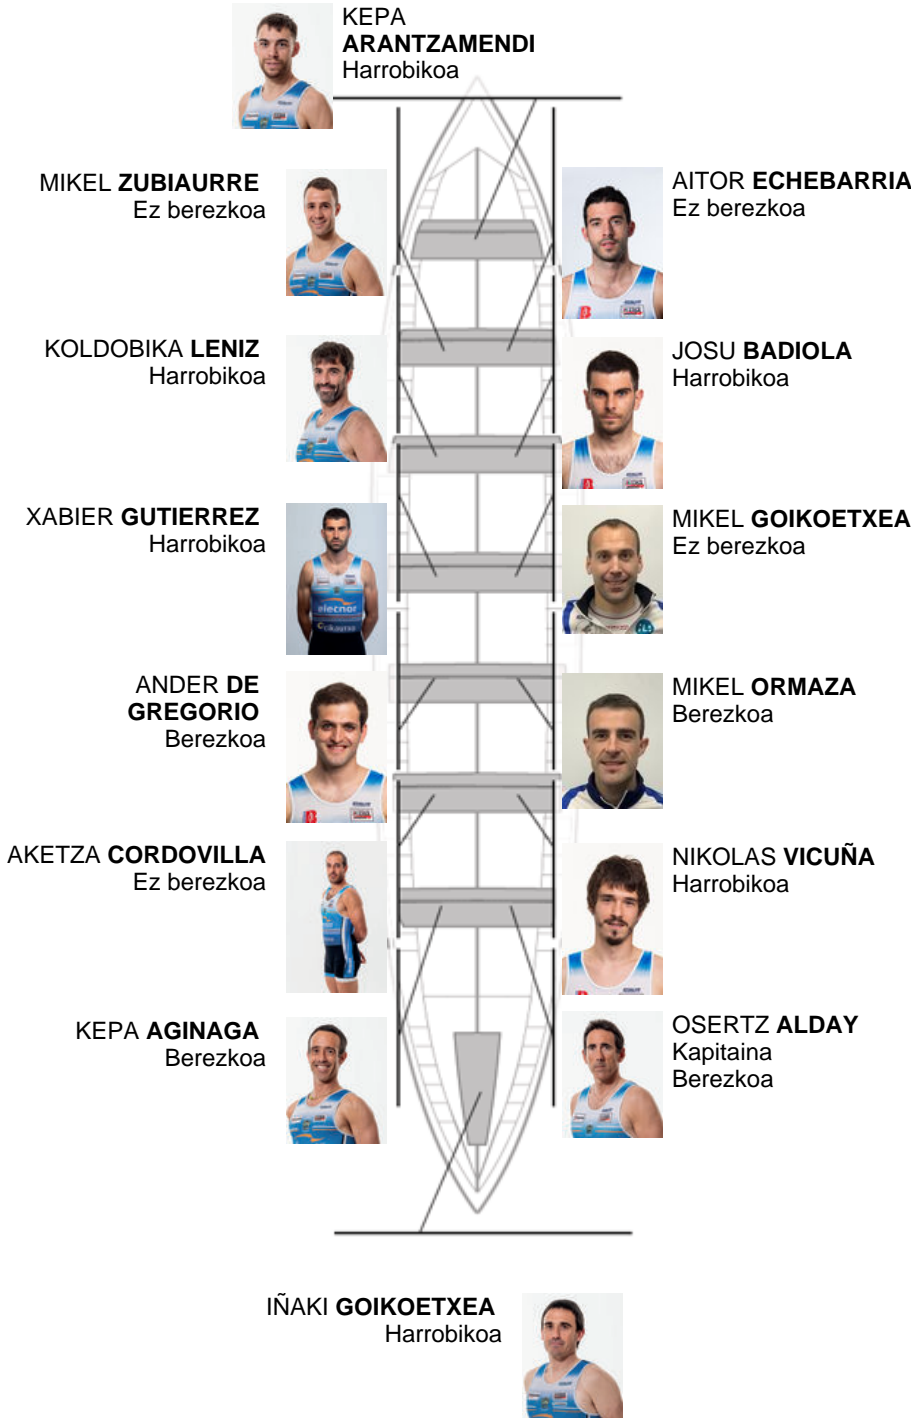 KEPA
ARANTZAMENDI
Harrobikoa
MIKEL ZUBIAURRE
Ez berezkoa
AITOR ECHEBARRIA
Ez berezkoa
KOLDOBIKA LENIZ
Harrobikoa
JOSU BADIOLA
Harrobikoa
XABIER GUTIERREZ
Harrobikoa
elecnor
MIKEL GOIKOETXEA
Ez berezkoa
ANDER DE
GREGORIO
Berezkoa
MIKEL ORMAZA
Berezkoa
AKETZA CORDOVILLA
Ez berezkoa
NIKOLAS VICUÑA
Harrobikoa
KEPA AGINAGA
Berezkoa
OSERTZ ALDAY
Kapitaina
Berezkoa
IÑAKI GOIKOETXEA
Harrobikoa